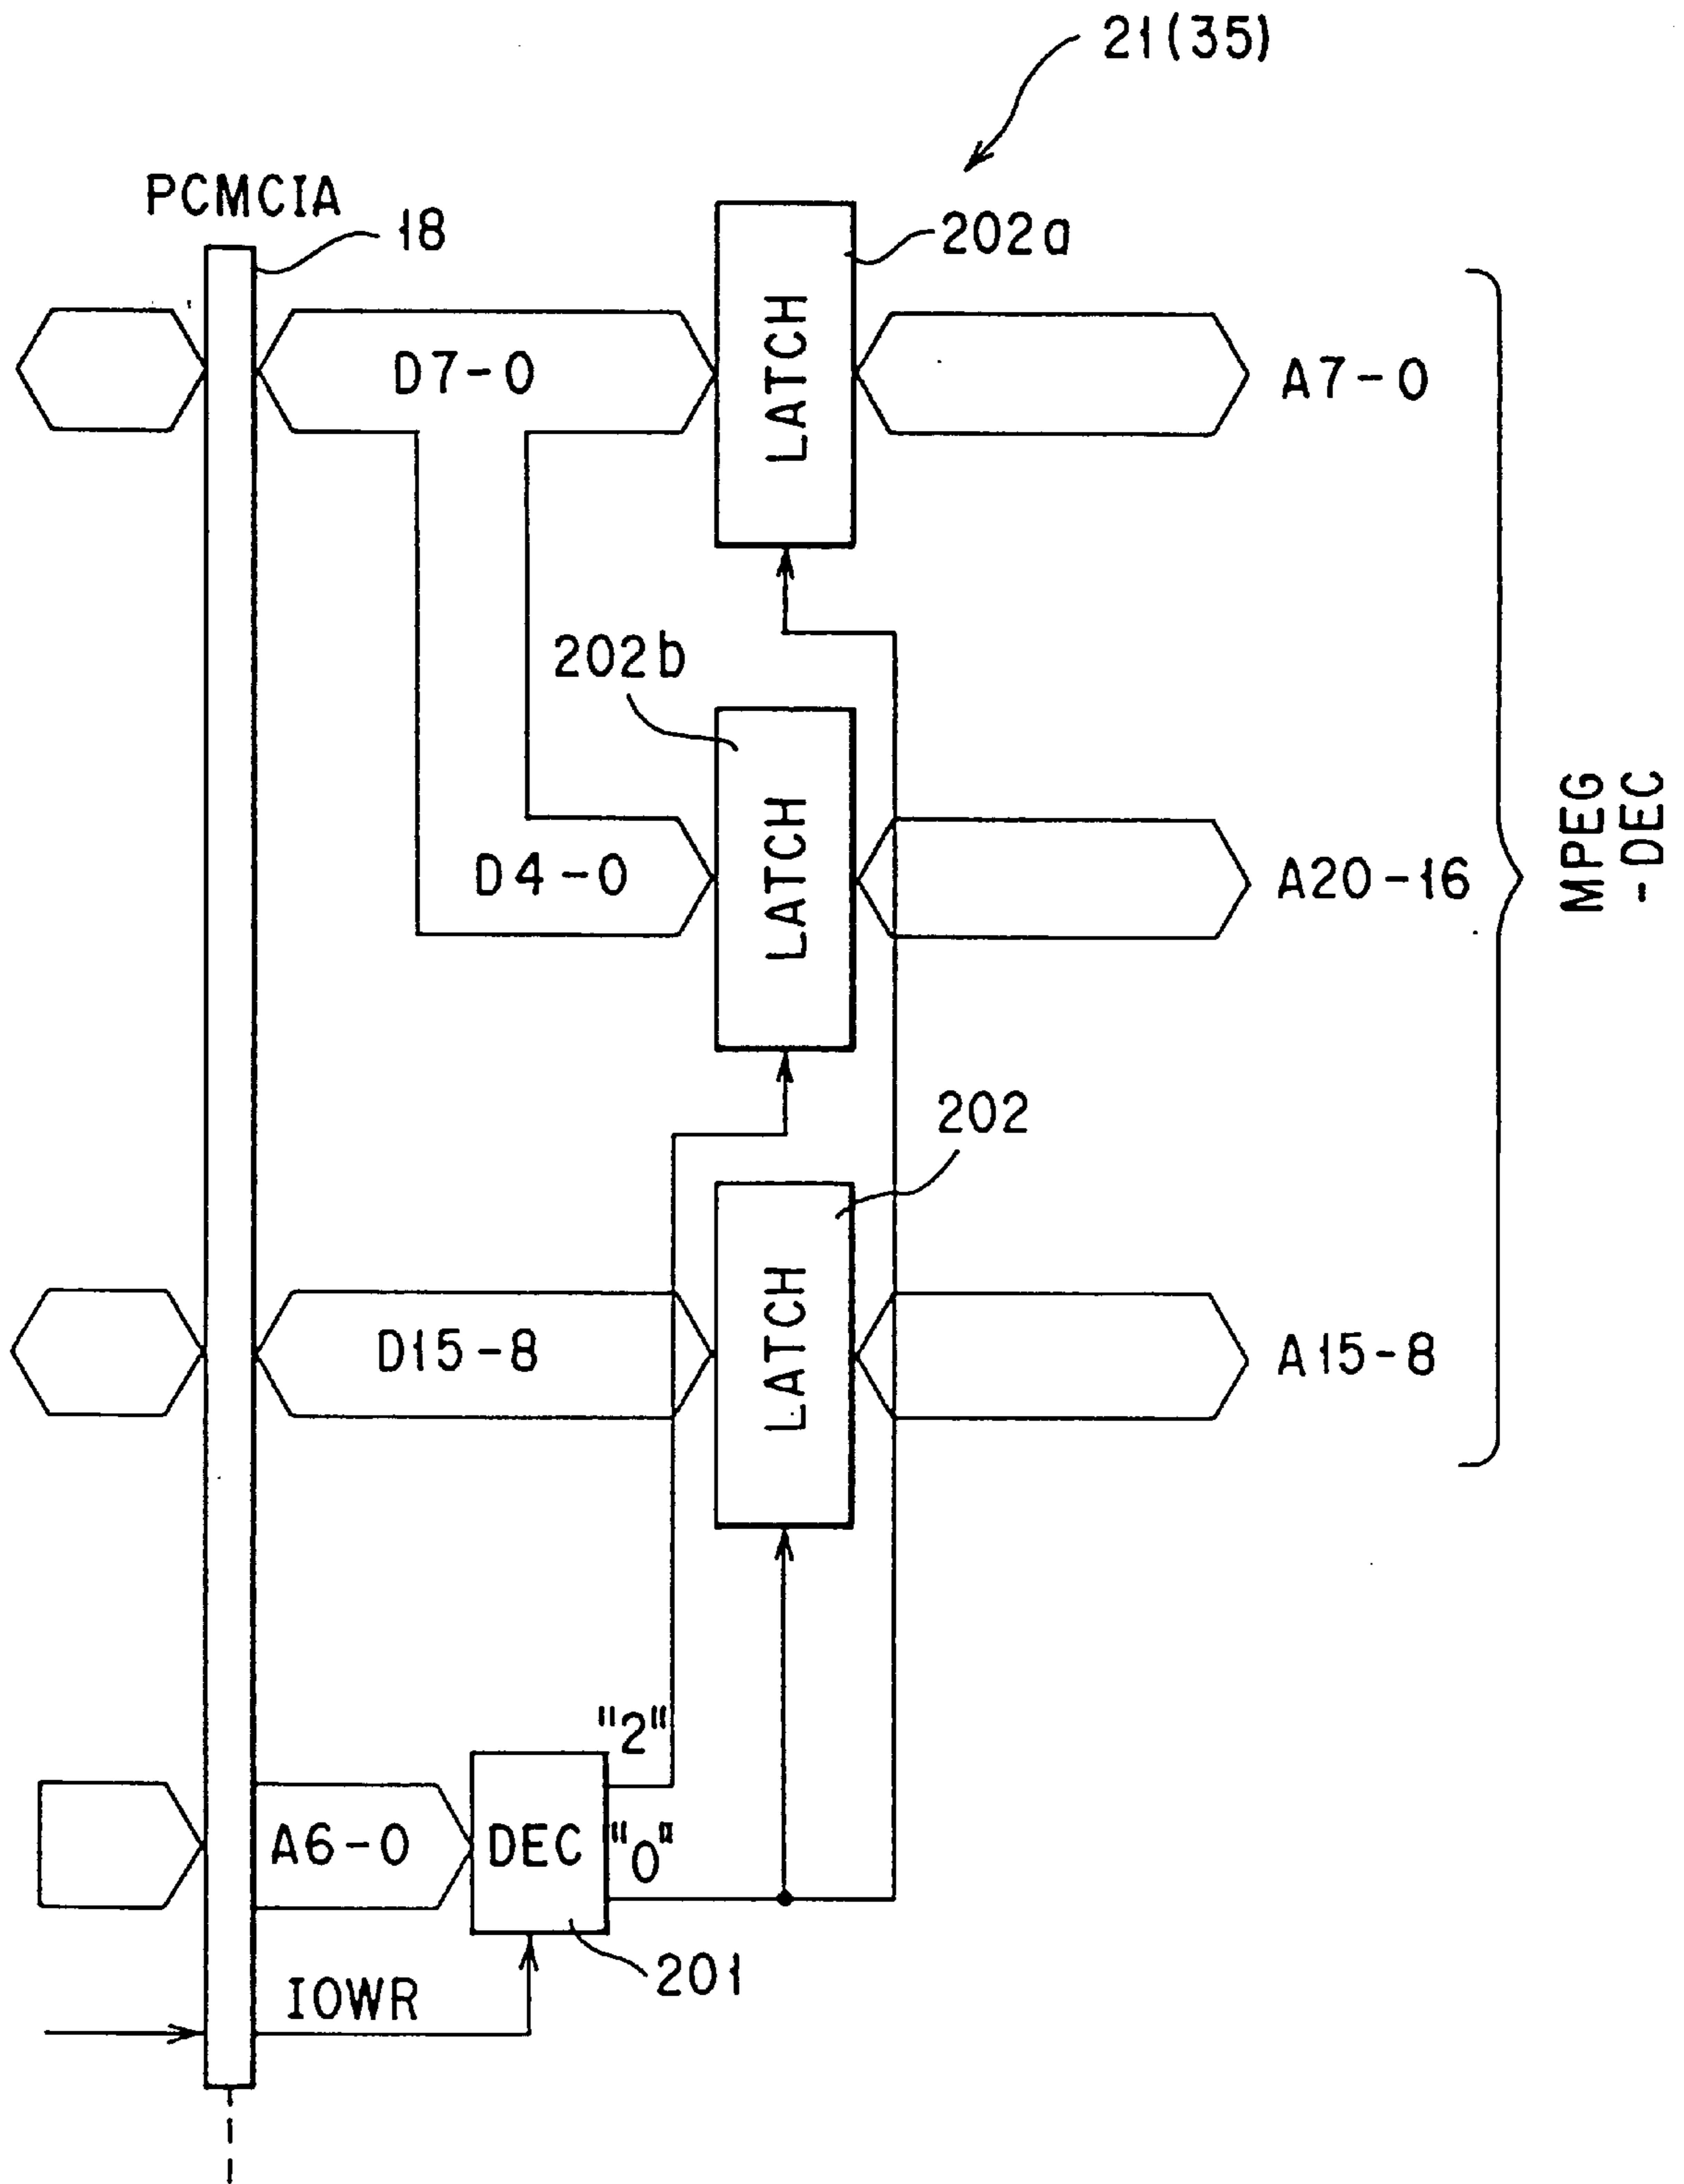 21(35)
PCMCIA
18
202a
D7-0
LATCH
A7-0
202b
D4-0
LATCH
A20-16
MPEG
-DEC
202
D15-8
LATCH
A15-8
"2"
A6-0
DEC
"0"
201
IOWR